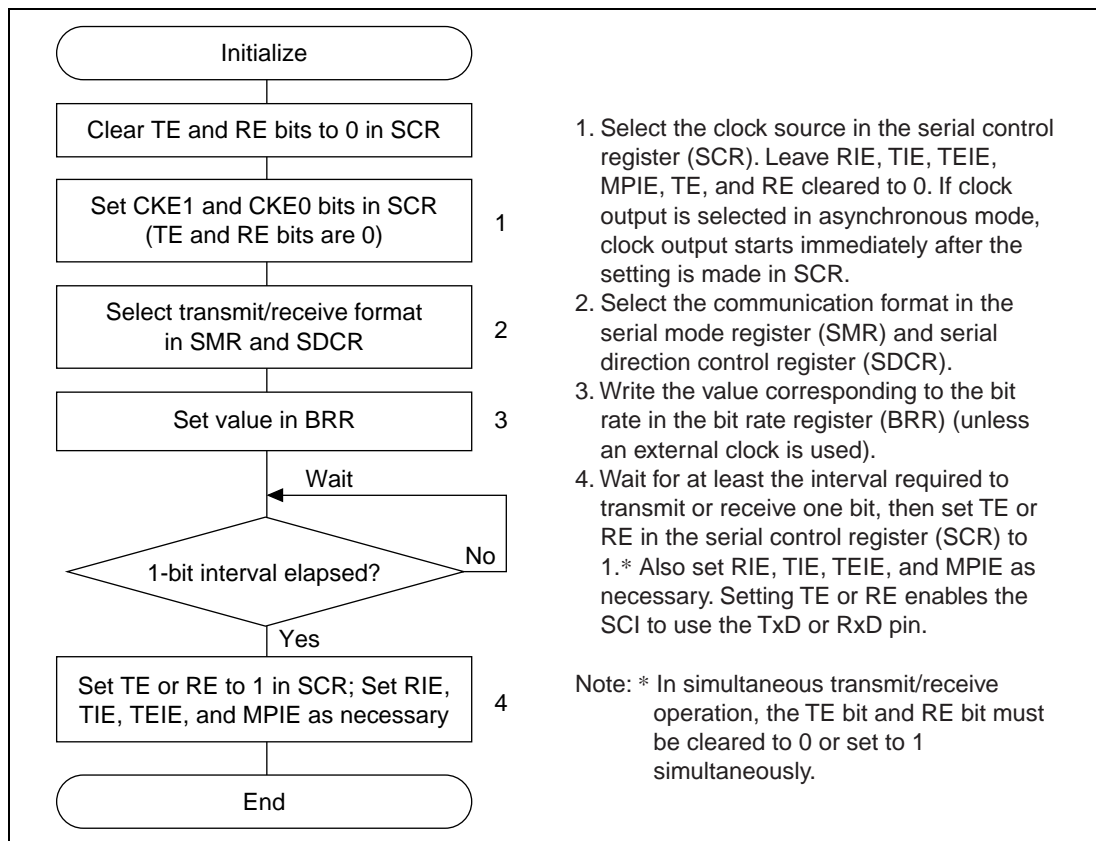 Initialize
Clear TE and RE bits to 0 in SCR
Set CKE1 and CKE0 bits in SCR
(TE and RE bits are 0)
1
Select transmit/receive format
in SMR and SDCR
2
Set value in BRR
3
Wait
1-bit interval elapsed?
No
Yes
Set TE or RE to 1 in SCR; Set RIE,
TIE, TEIE, and MPIE as necessary
4
End
1. Select the clock source in the serial control
register (SCR). Leave RIE, TIE, TEIE,
MPIE, TE, and RE cleared to 0. If clock
output is selected in asynchronous mode,
clock output starts immediately after the
setting is made in SCR.
2. Select the communication format in the
serial mode register (SMR) and serial
direction control register (SDCR).
3. Write the value corresponding to the bit
rate in the bit rate register (BRR) (unless
an external clock is used).
4. Wait for at least the interval required to
transmit or receive one bit, then set TE or
RE in the serial control register (SCR) to
1.* Also set RIE, TIE, TEIE, and MPIE as
necessary. Setting TE or RE enables the
SCI to use the TxD or RxD pin.
Note: * In simultaneous transmit/receive
operation, the TE bit and RE bit must
be cleared to 0 or set to 1
simultaneously.